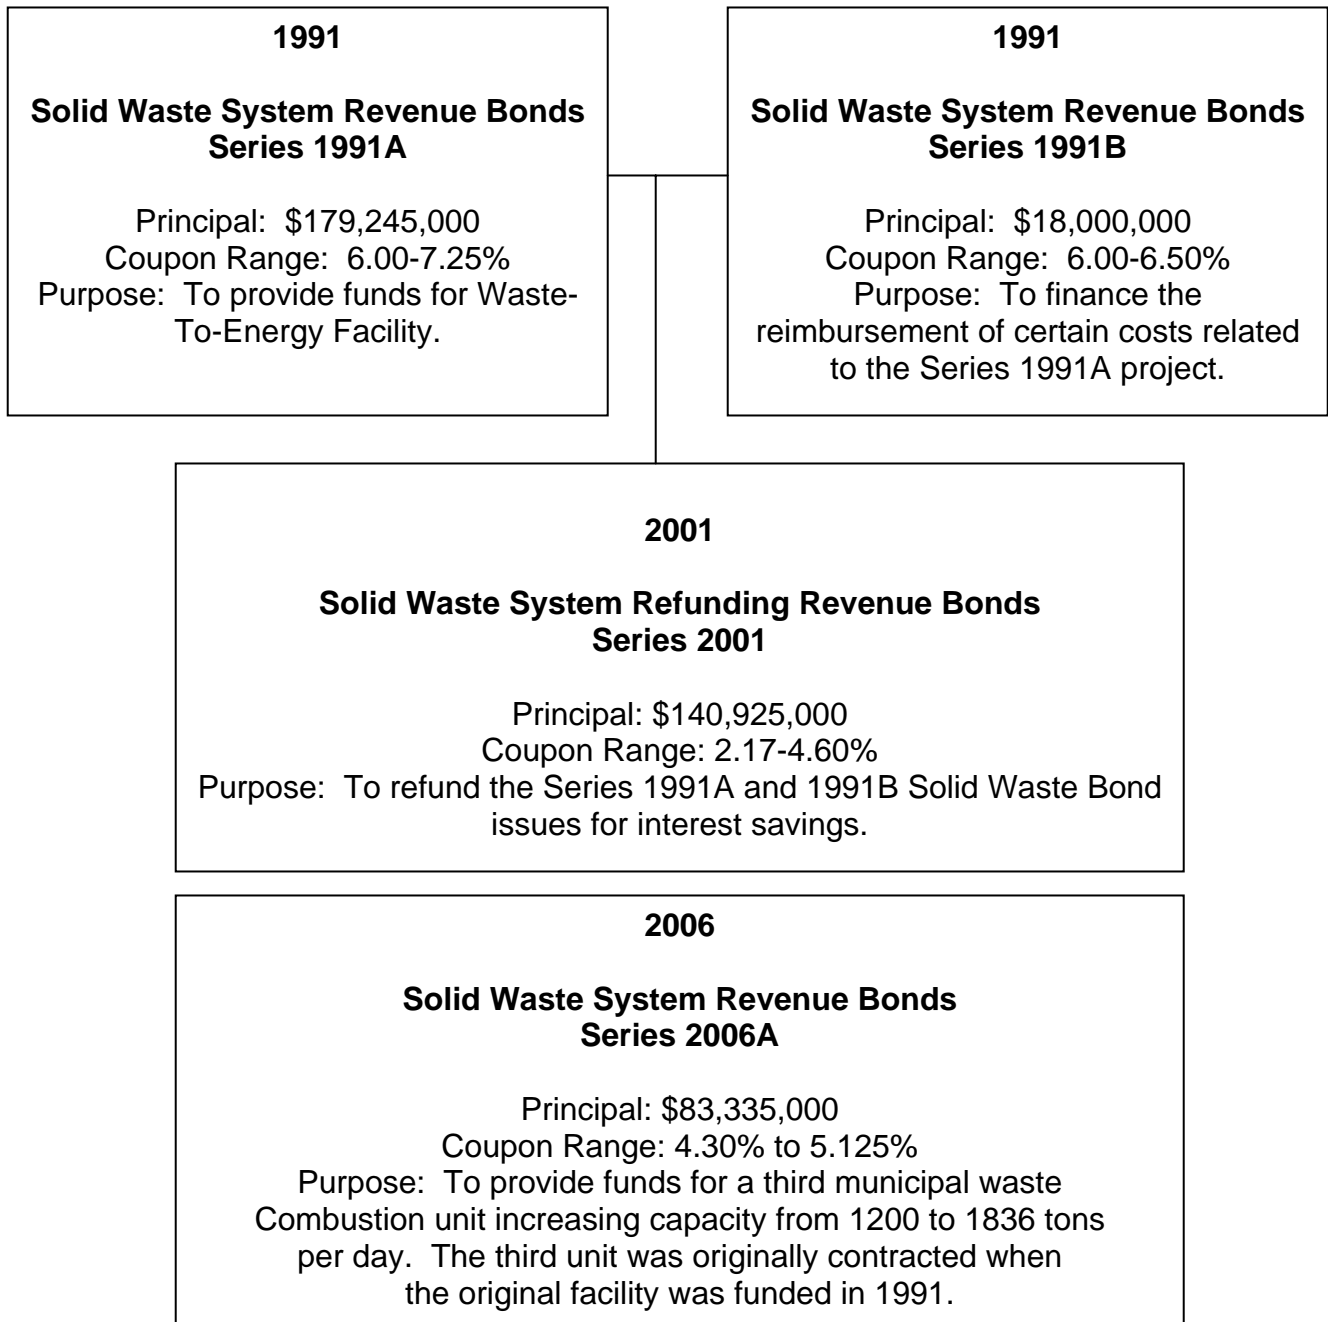 1991
Solid Waste System Revenue Bonds
Series 1991A
Principal:  $179,245,000
Coupon Range:  6.00-7.25%
Purpose:  To provide funds for Waste-
To-Energy Facility.
1991
Solid Waste System Revenue Bonds
Series 1991B
Principal:  $18,000,000
Coupon Range:  6.00-6.50%
Purpose:  To finance the
reimbursement of certain costs related
to the Series 1991A project.
2001
Solid Waste System Refunding Revenue Bonds
Series 2001
Principal: $140,925,000
Coupon Range: 2.17-4.60%
Purpose:  To refund the Series 1991A and 1991B Solid Waste Bond
issues for interest savings.
2006
Solid Waste System Revenue Bonds
Series 2006A
Principal: $83,335,000
Coupon Range: 4.30% to 5.125%
Purpose:  To provide funds for a third municipal waste
Combustion unit increasing capacity from 1200 to 1836 tons
per day.  The third unit was originally contracted when
the original facility was funded in 1991.